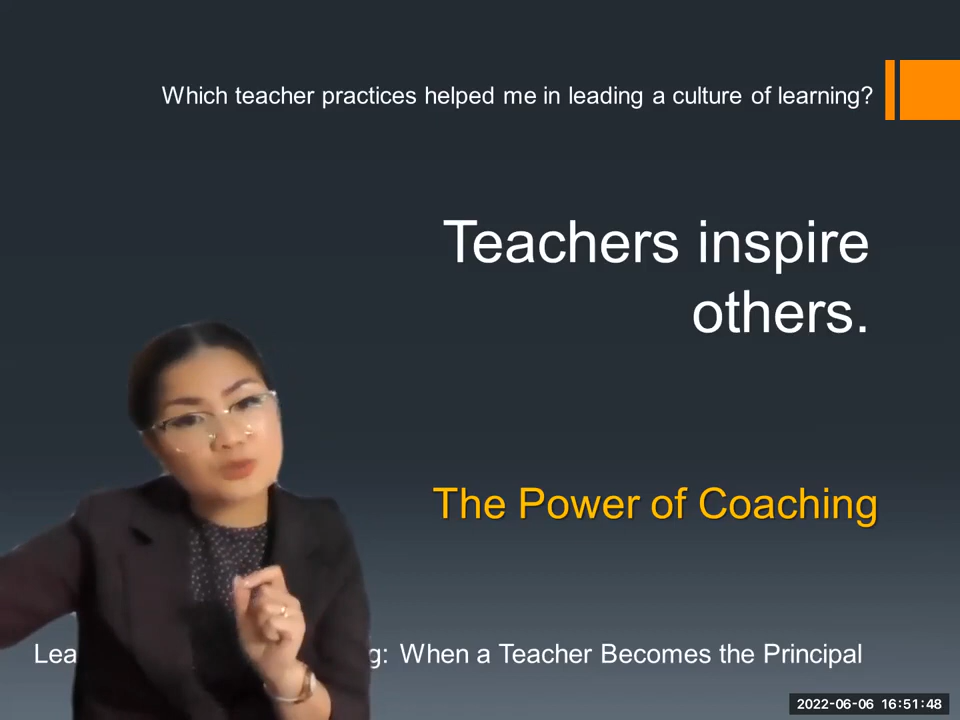 Which teacher practices helped me in leading a culture of learning?
Teachers inspire
others.
The Power of Coaching
When a Teacher Becomes the Principal
2022-06-06 16:51:48